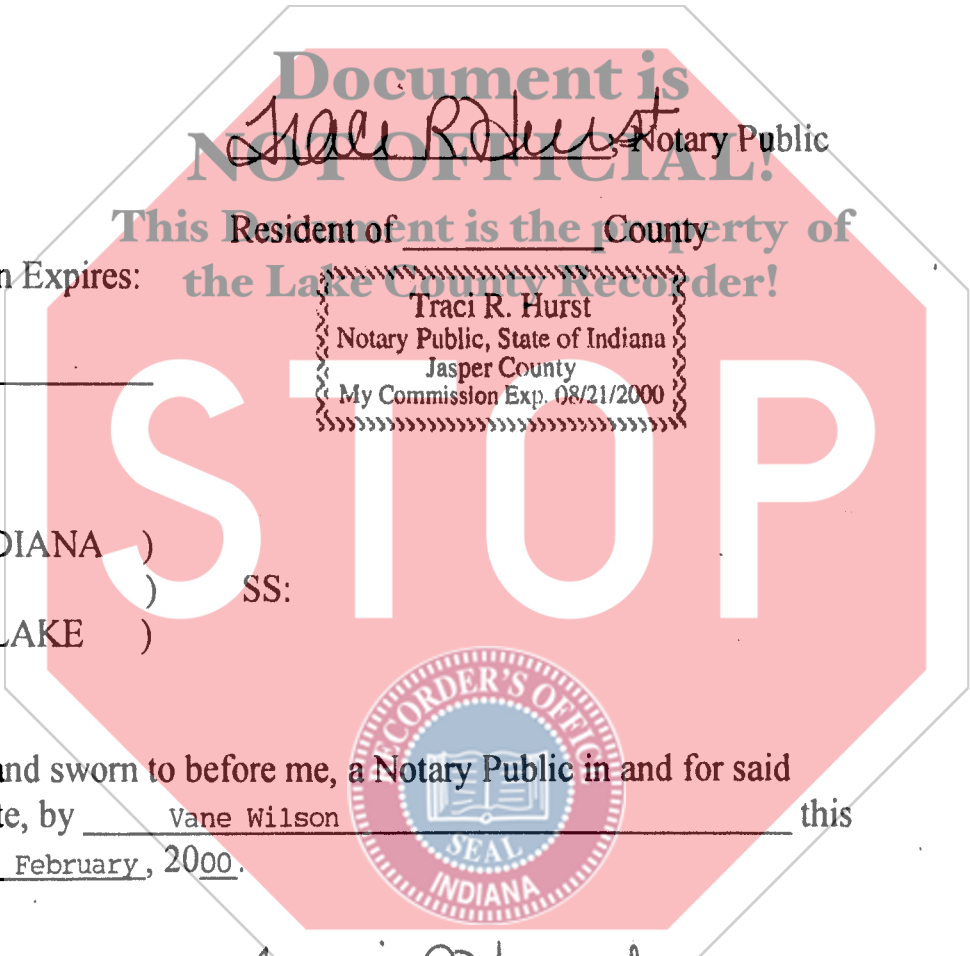 Document is
NOT OFFICIAL!
This Document is the property of
the Lake County Recorder!
Traci R Hurst, Notary Public
Resident of ____________ County
n Expires:
Traci R. Hurst
Notary Public, State of Indiana
Jasper County
My Commission Exp. 08/21/2000
STOP
DIANA )
) SS:
LAKE )
RECORDER'S OFFICE
SEAL
INDIANA
and sworn to before me, a Notary Public in and for said
te, by Vane Wilson this
February, 2000.